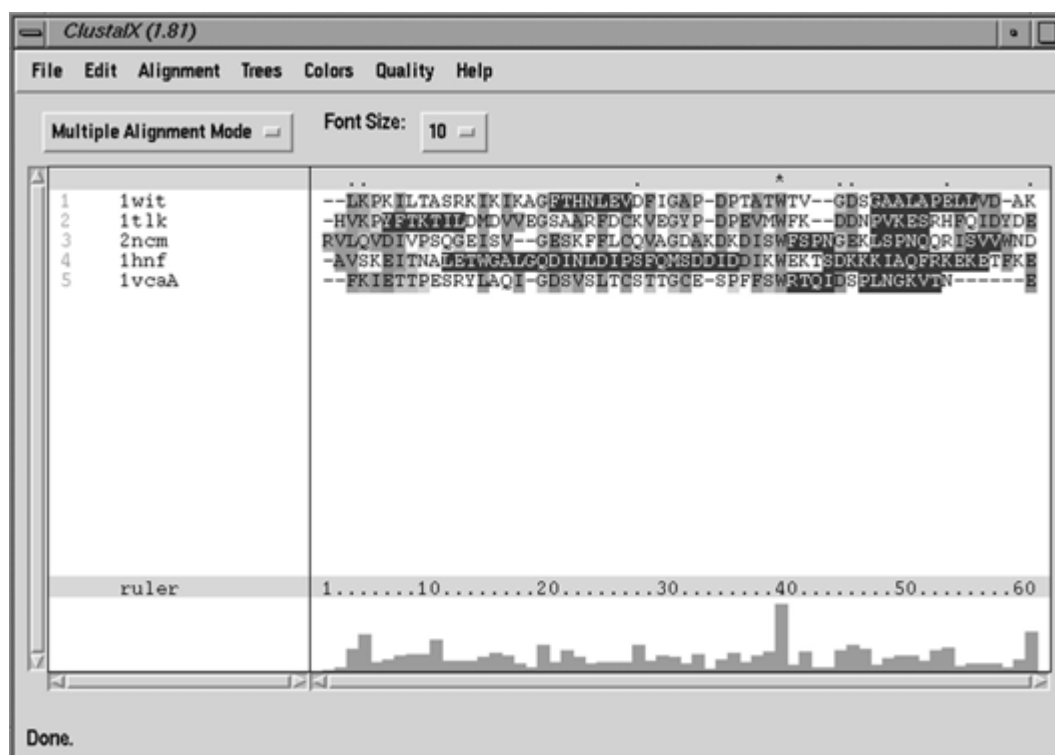 ClustalX (1.81)
File Edit Alignment Trees Colors Quality Help
Multiple Alignment Mode Font Size: 10
.. . * .. . .
1 1wit --LKPKILTASRKIKIKAGFTHNLEVDFIGAP-DPTATWTV--GDSGAALAPELLVD-AK
2 1tlk -HVKPYFTKTILDMDVVEGSAARFDCKVEGYP-DPEVMWFK--DDNPVKESRHFQIDYDE
3 2ncm RVLQVDIVPSQGEISV--GESKFFLCQVAGDAKDKDISWFSPNGEKLSPNQQRISVVWND
4 1hnf -AVSKEITNALETWGALGQDINLDIPSFQMSDDIDDIKWEKTSDKKKIAQFRKEKETFKE
5 1vcaA --FKIETTPESRYLAQI-GDSVSLTCSTTGCE-SPFFSWRTQIDSPLNGKVTN------E
ruler 1.......10........20........30........40........50........60
Done.